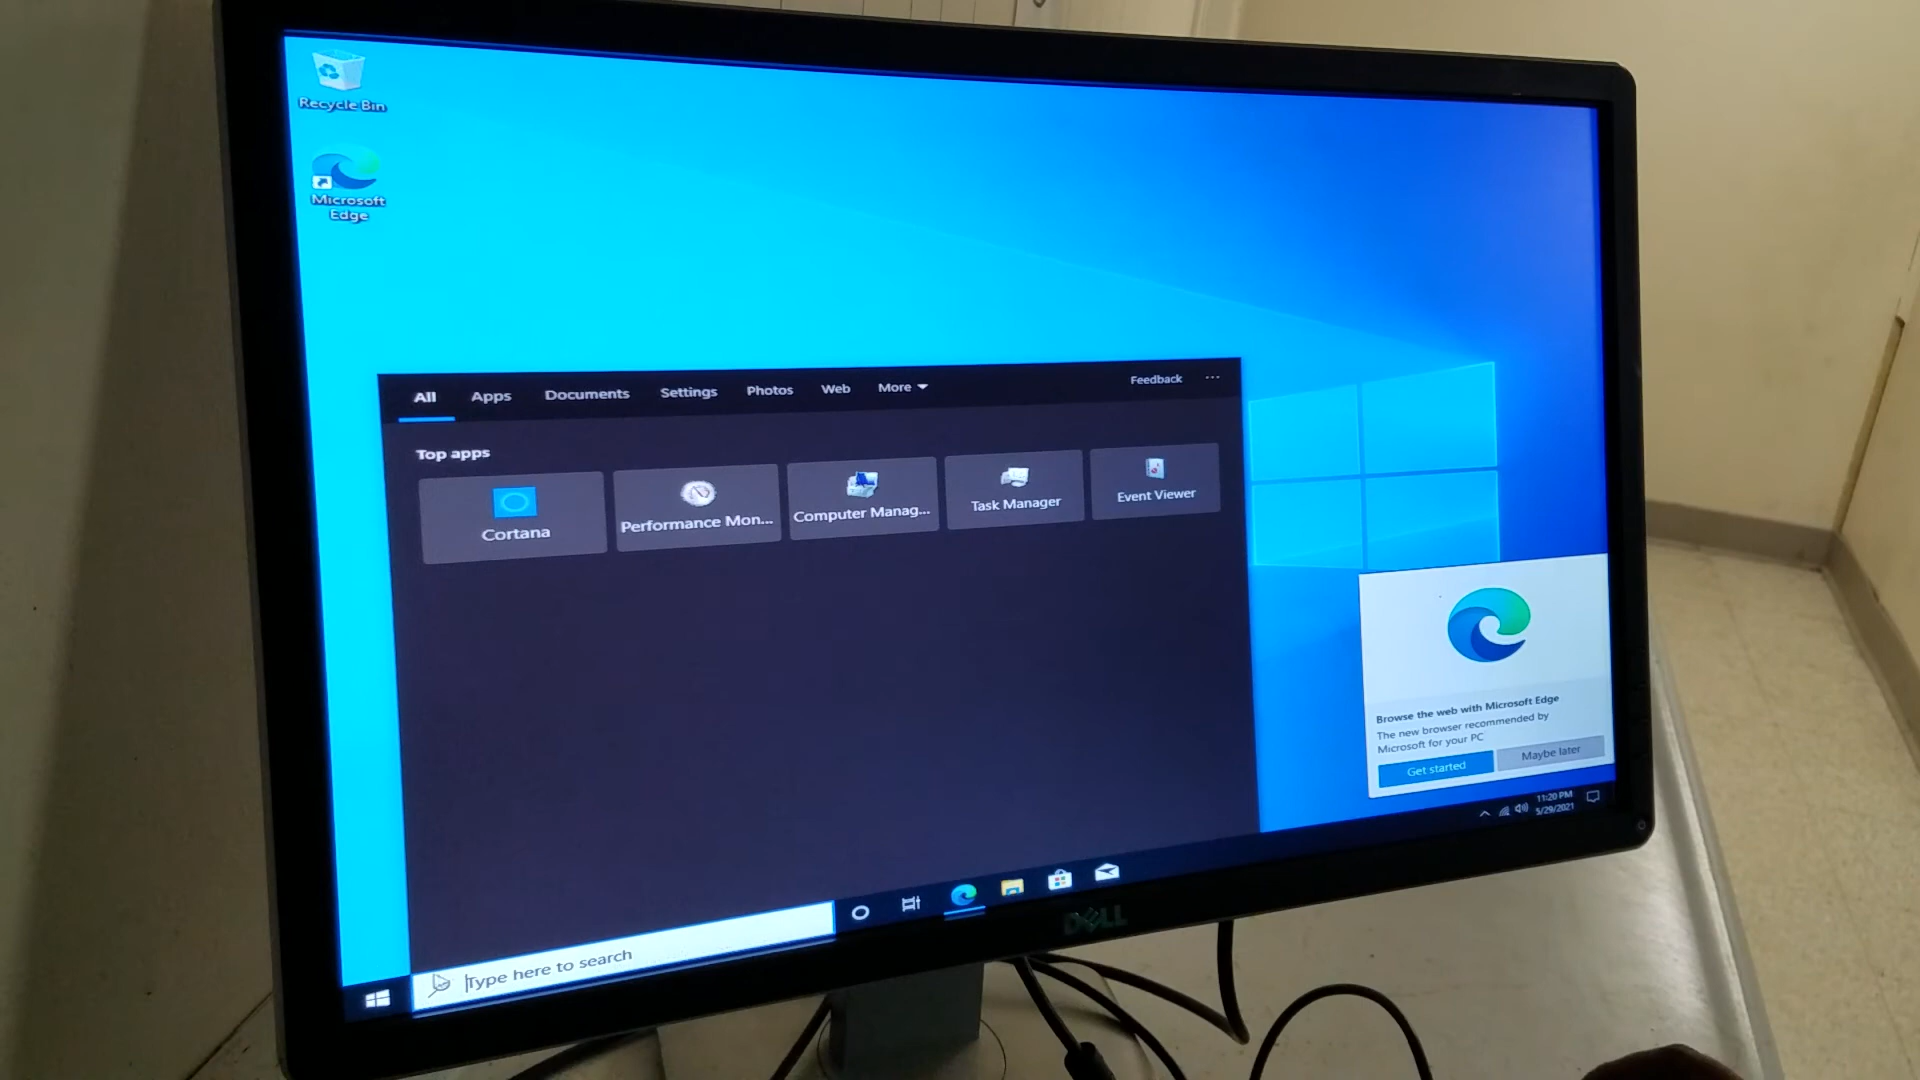 Recycle Bin
Microsoft
Edge
All Apps Documents Settings Photos Web More Feedback ...
Top apps
Cortana
Performance Mon...
Computer Manag...
Task Manager
Event Viewer
Browse the web with Microsoft Edge
The new browser recommended by
Microsoft for your PC
Get started
Maybe later
11:20 PM
5/29/2021
Type here to search
DELL